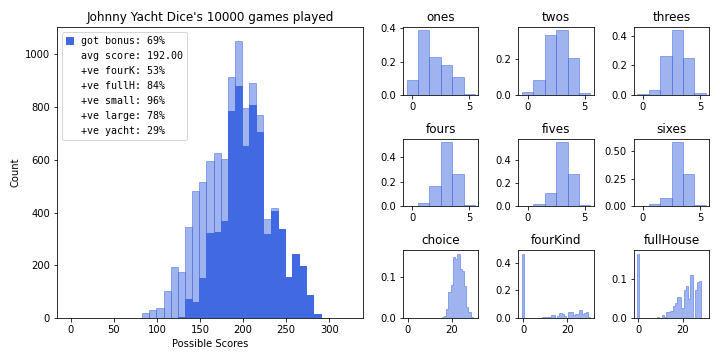 Johnny Yacht Dice's 10000 games played
got bonus: 69%
avg score: 192.00
+ve fourK: 53%
+ve fullH: 84%
+ve small: 96%
+ve large: 78%
+ve yacht: 29%
Count
1000
800
600
400
200
0
0 50 100 150 200 250 300
Possible Scores
ones
0.4
0.2
0.0
0 5
twos
0.2
0.0
0 5
threes
0.4
0.2
0.0
0 5
fours
0.4
0.2
0.0
0 5
fives
0.4
0.2
0.0
0 5
sixes
0.50
0.25
0.00
0 5
choice
0.1
0.0
0 20
fourKind
0.4
0.2
0.0
0 20
fullHouse
0.1
0.0
0 20